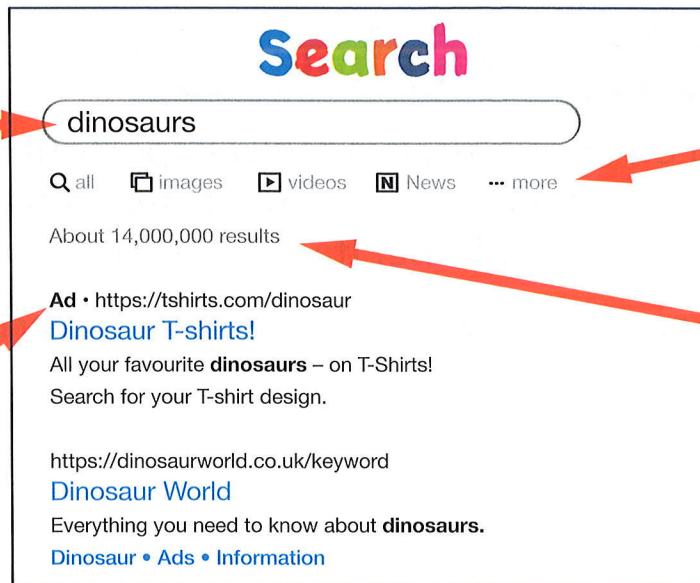 Search
dinosaurs
all images videos N News ••• more
About 14,000,000 results
Ad • https://tshirts.com/dinosaur
Dinosaur T-shirts!
All your favourite dinosaurs – on T-Shirts!
Search for your T-shirt design.
https://dinosaurworld.co.uk/keyword
Dinosaur World
Everything you need to know about dinosaurs.
Dinosaur • Ads • Information